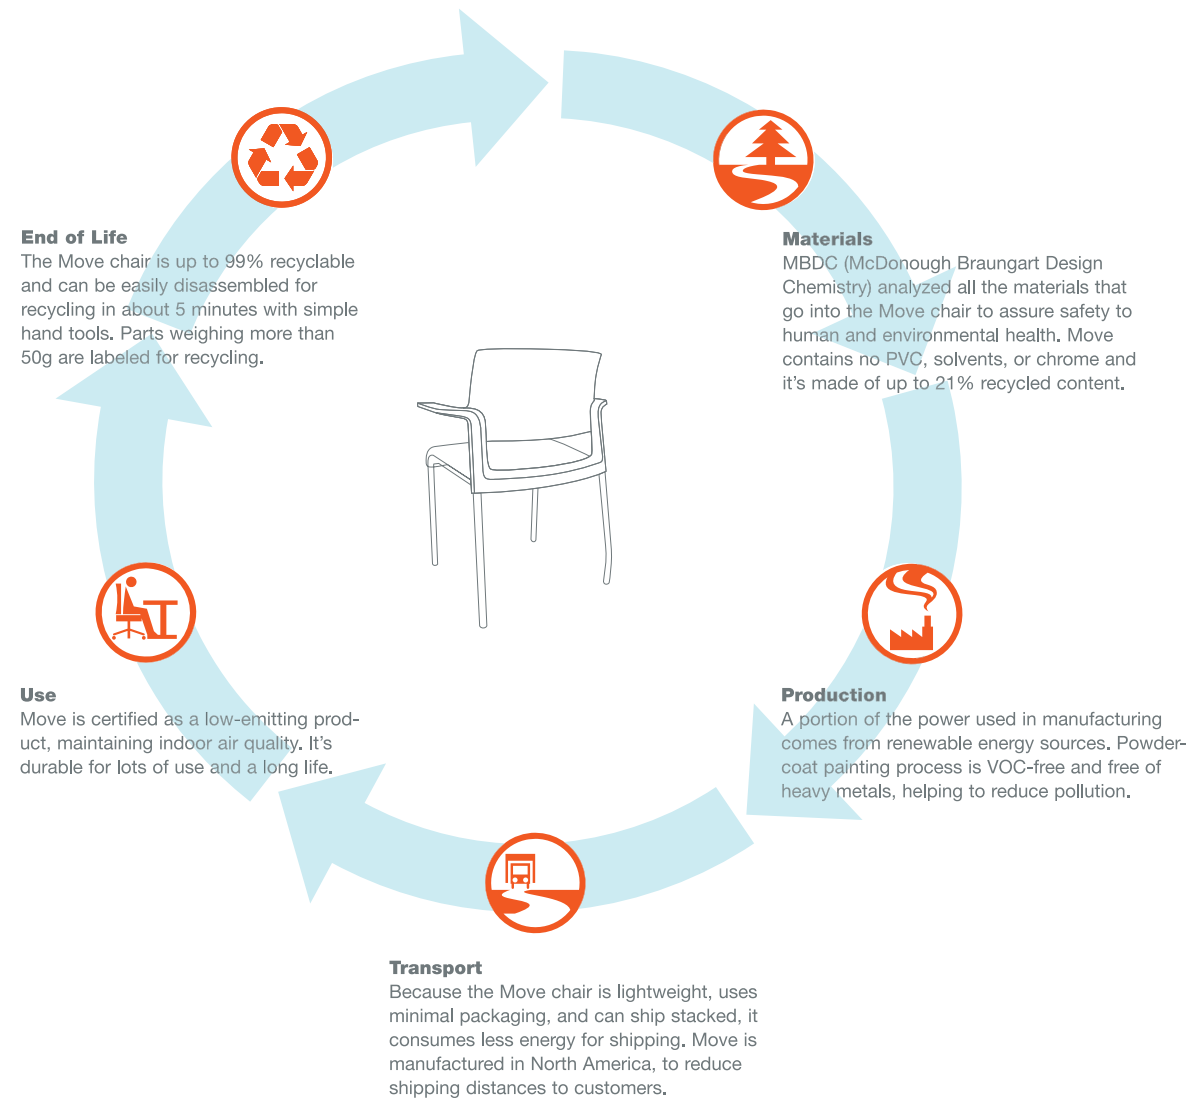 End of Life
The Move chair is up to 99% recyclable
and can be easily disassembled for
recycling in about 5 minutes with simple
hand tools. Parts weighing more than
50g are labeled for recycling.
Materials
MBDC (McDonough Braungart Design
Chemistry) analyzed all the materials that
go into the Move chair to assure safety to
human and environmental health. Move
contains no PVC, solvents, or chrome and
it's made of up to 21% recycled content.
Use
Move is certified as a low-emitting prod-
uct, maintaining indoor air quality. It's
durable for lots of use and a long life.
Production
A portion of the power used in manufacturing
comes from renewable energy sources. Powder-
coat painting process is VOC-free and free of
heavy metals, helping to reduce pollution.
Transport
Because the Move chair is lightweight, uses
minimal packaging, and can ship stacked, it
consumes less energy for shipping. Move is
manufactured in North America, to reduce
shipping distances to customers.